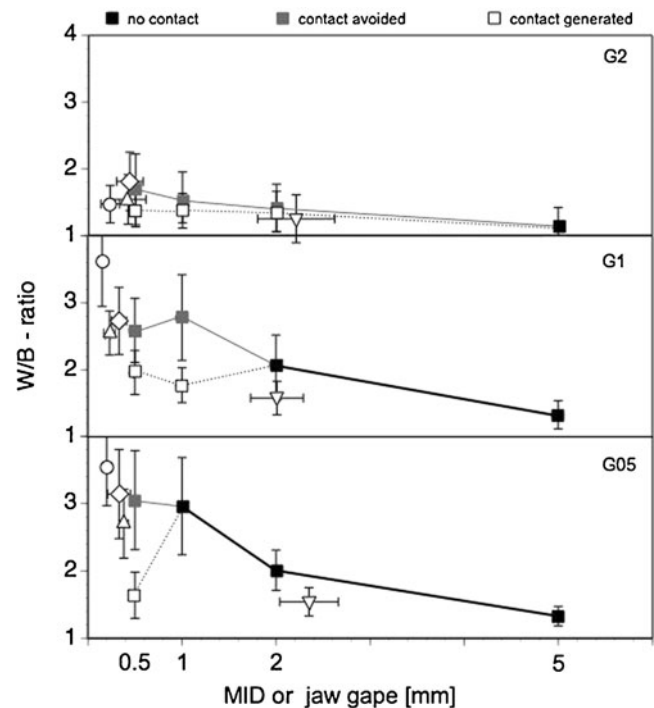 no contact contact avoided contact generated
4
G2
3
2
1
G1
3
2
1
G05
3
2
1
W/B - ratio
0.5 1 2 5
MID or jaw gape [mm]